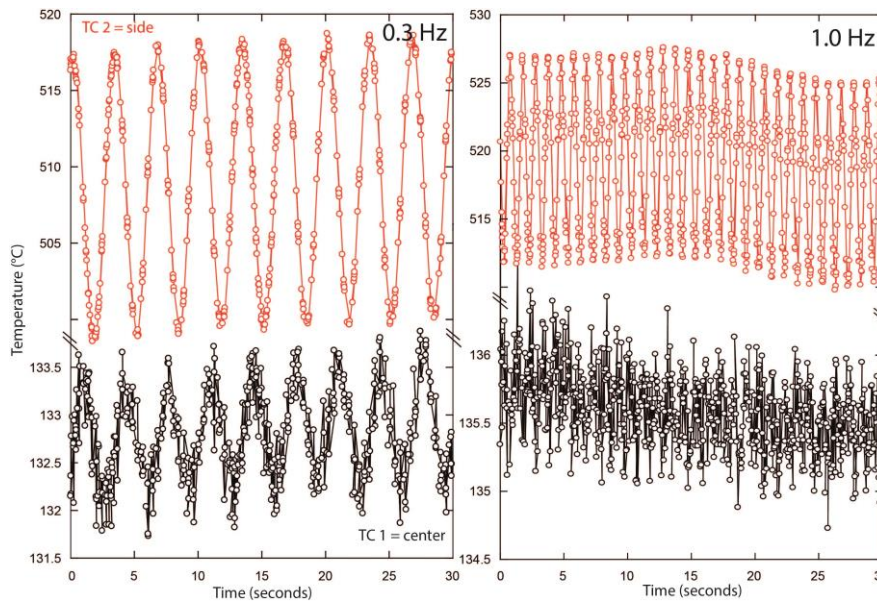 TC 2 = side
0.3 Hz
1.0 Hz
520
515
510
505
133.5
133
132.5
132
131.5
530
525
520
515
136
135.5
135
134.5
Temperature (°C)
TC 1 = center
0 5 10 15 20 25 30
0 5 10 15 20 25 30
Time (seconds)
Time (seconds)